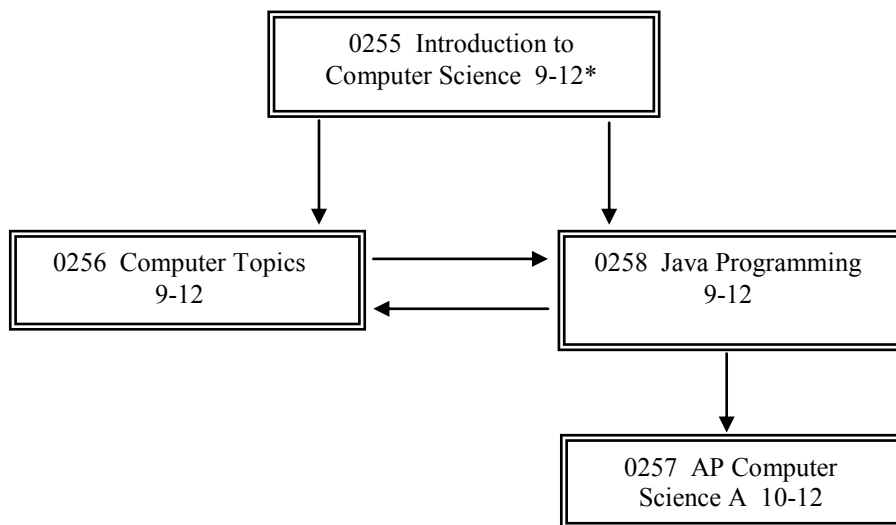 0255  Introduction to
Computer Science  9-12*
0256  Computer Topics
9-12
0258  Java Programming
9-12
0257  AP Computer
Science A  10-12